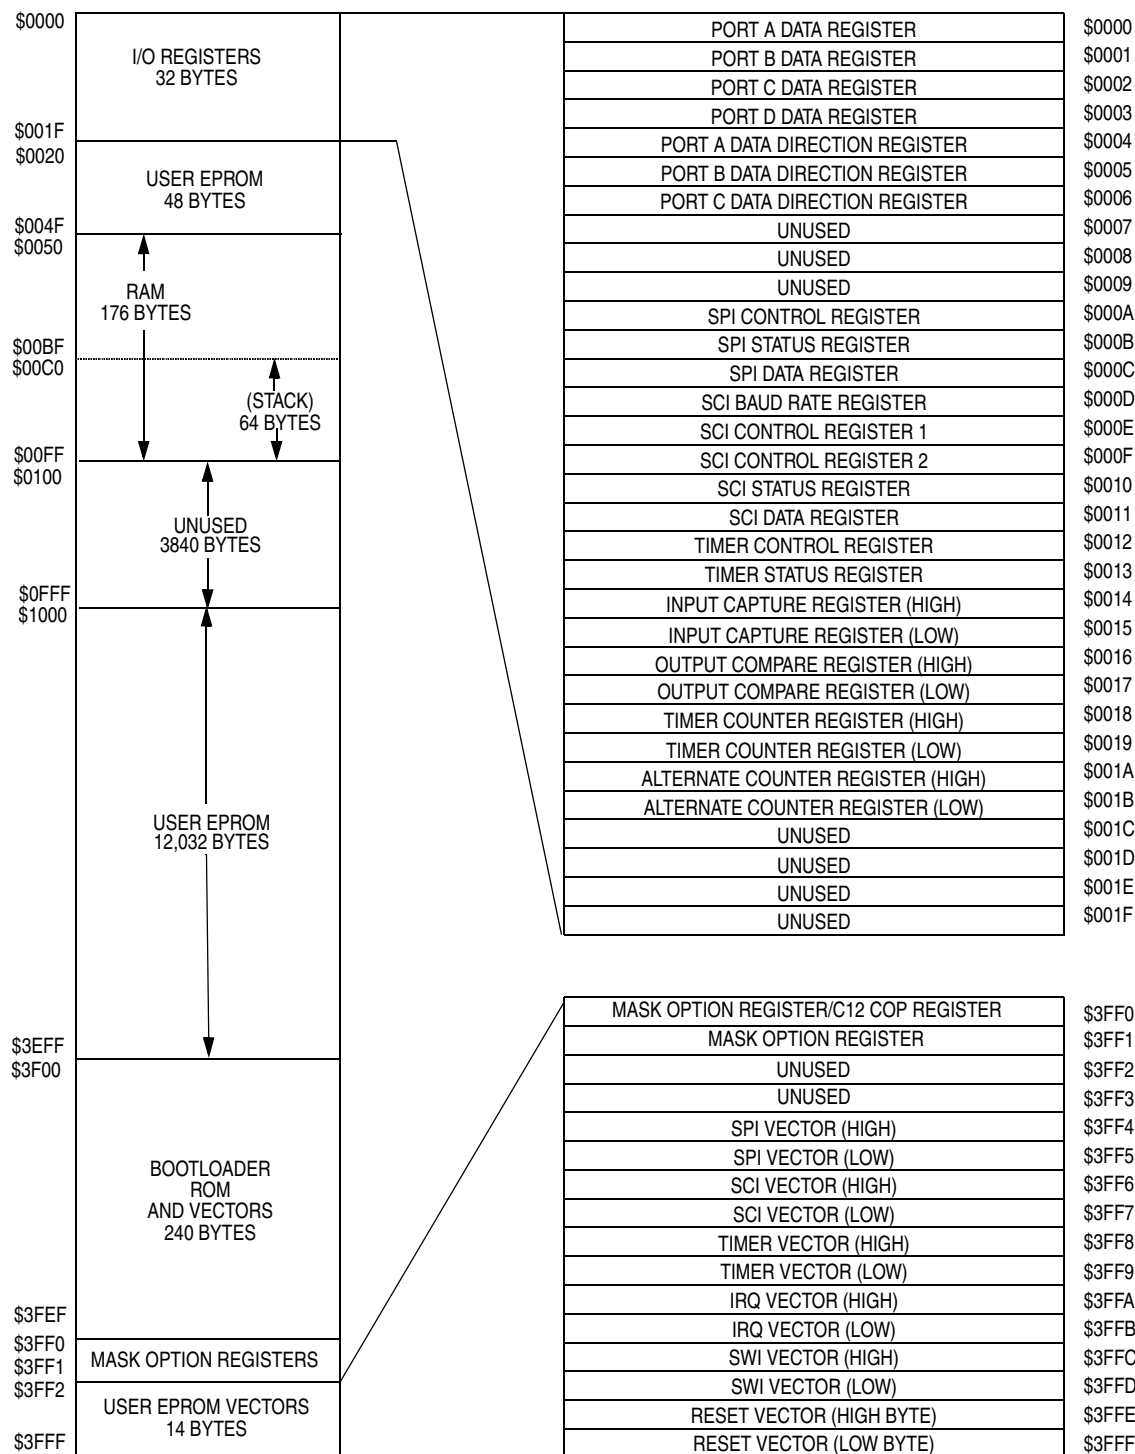 $0000
I/O REGISTERS
32 BYTES
$001F
$0020
USER EPROM
48 BYTES
$004F
$0050
RAM
176 BYTES
$00BF
$00C0
(STACK)
64 BYTES
$00FF
$0100
UNUSED
3840 BYTES
$0FFF
$1000
USER EPROM
12,032 BYTES
$3EFF
$3F00
BOOTLOADER
ROM
AND VECTORS
240 BYTES
$3FEF
$3FF0
$3FF1
MASK OPTION REGISTERS
$3FF2
USER EPROM VECTORS
14 BYTES
$3FFF
PORT A DATA REGISTER $0000
PORT B DATA REGISTER $0001
PORT C DATA REGISTER $0002
PORT D DATA REGISTER $0003
PORT A DATA DIRECTION REGISTER $0004
PORT B DATA DIRECTION REGISTER $0005
PORT C DATA DIRECTION REGISTER $0006
UNUSED $0007
UNUSED $0008
UNUSED $0009
SPI CONTROL REGISTER $000A
SPI STATUS REGISTER $000B
SPI DATA REGISTER $000C
SCI BAUD RATE REGISTER $000D
SCI CONTROL REGISTER 1 $000E
SCI CONTROL REGISTER 2 $000F
SCI STATUS REGISTER $0010
SCI DATA REGISTER $0011
TIMER CONTROL REGISTER $0012
TIMER STATUS REGISTER $0013
INPUT CAPTURE REGISTER (HIGH) $0014
INPUT CAPTURE REGISTER (LOW) $0015
OUTPUT COMPARE REGISTER (HIGH) $0016
OUTPUT COMPARE REGISTER (LOW) $0017
TIMER COUNTER REGISTER (HIGH) $0018
TIMER COUNTER REGISTER (LOW) $0019
ALTERNATE COUNTER REGISTER (HIGH) $001A
ALTERNATE COUNTER REGISTER (LOW) $001B
UNUSED $001C
UNUSED $001D
UNUSED $001E
UNUSED $001F
MASK OPTION REGISTER/C12 COP REGISTER $3FF0
MASK OPTION REGISTER $3FF1
UNUSED $3FF2
UNUSED $3FF3
SPI VECTOR (HIGH) $3FF4
SPI VECTOR (LOW) $3FF5
SCI VECTOR (HIGH) $3FF6
SCI VECTOR (LOW) $3FF7
TIMER VECTOR (HIGH) $3FF8
TIMER VECTOR (LOW) $3FF9
IRQ VECTOR (HIGH) $3FFA
IRQ VECTOR (LOW) $3FFB
SWI VECTOR (HIGH) $3FFC
SWI VECTOR (LOW) $3FFD
RESET VECTOR (HIGH BYTE) $3FFE
RESET VECTOR (LOW BYTE) $3FFF